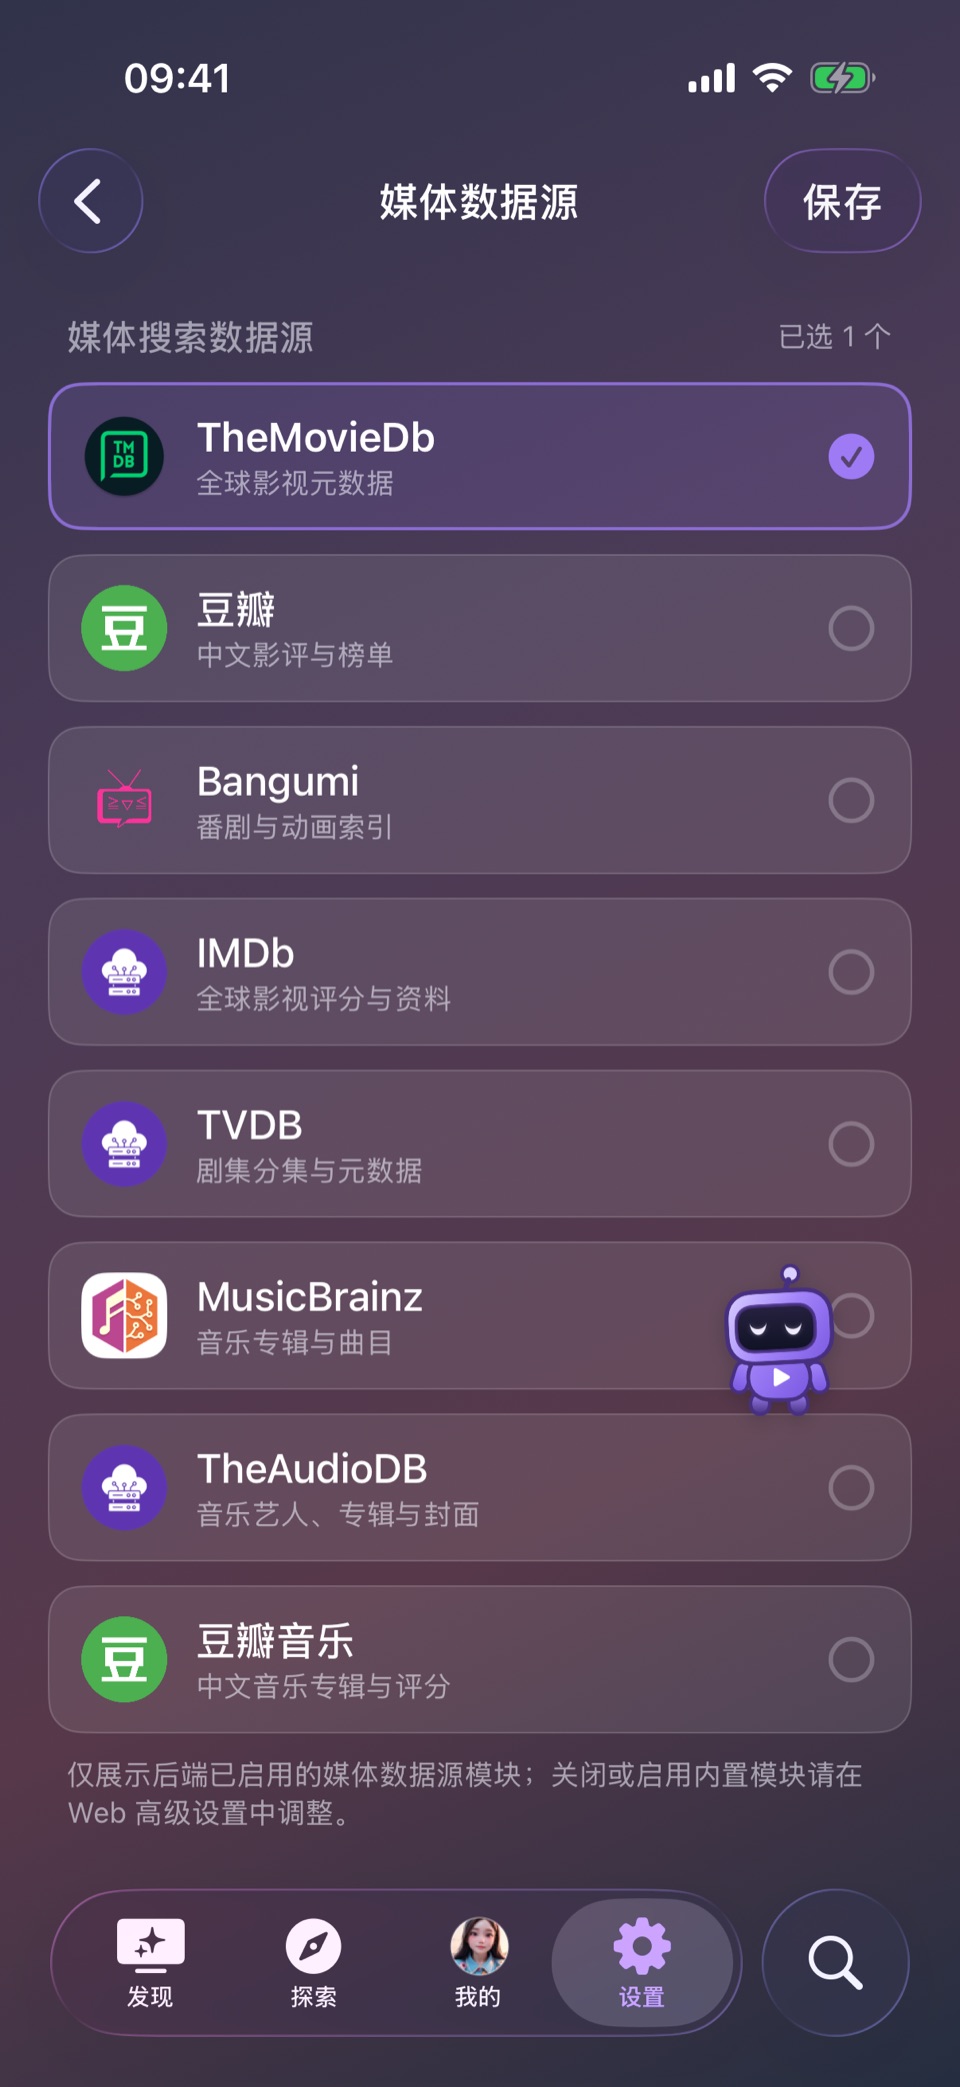 09:41
媒体数据源
保存
媒体搜索数据源
已选 1 个
TM
DB
TheMovieDb
全球影视元数据
豆
豆瓣
中文影评与榜单
Bangumi
番剧与动画索引
IMDb
全球影视评分与资料
TVDB
剧集分集与元数据
MusicBrainz
音乐专辑与曲目
TheAudioDB
音乐艺人、专辑与封面
豆
豆瓣音乐
中文音乐专辑与评分
仅展示后端已启用的媒体数据源模块；关闭或启用内置模块请在
Web 高级设置中调整。
发现
探索
我的
设置